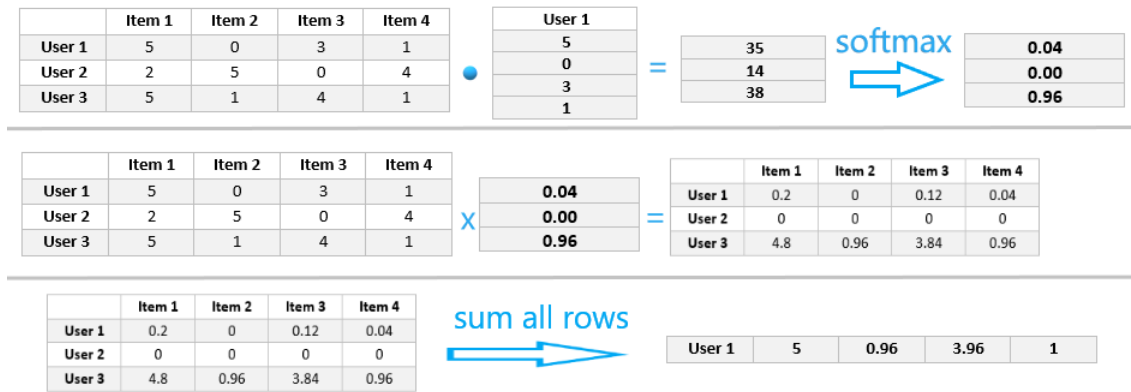 Item 1 Item 2 Item 3 Item 4
User 1 5 0 3 1
User 2 2 5 0 4
User 3 5 1 4 1
•
User 1
5
0
3
1
=
35
14
38
softmax
0.04
0.00
0.96
Item 1 Item 2 Item 3 Item 4
User 1 5 0 3 1
User 2 2 5 0 4
User 3 5 1 4 1
x
0.04
0.00
0.96
=
Item 1 Item 2 Item 3 Item 4
User 1 0.2 0 0.12 0.04
User 2 0 0 0 0
User 3 4.8 0.96 3.84 0.96
Item 1 Item 2 Item 3 Item 4
User 1 0.2 0 0.12 0.04
User 2 0 0 0 0
User 3 4.8 0.96 3.84 0.96
sum all rows
User 1 5 0.96 3.96 1